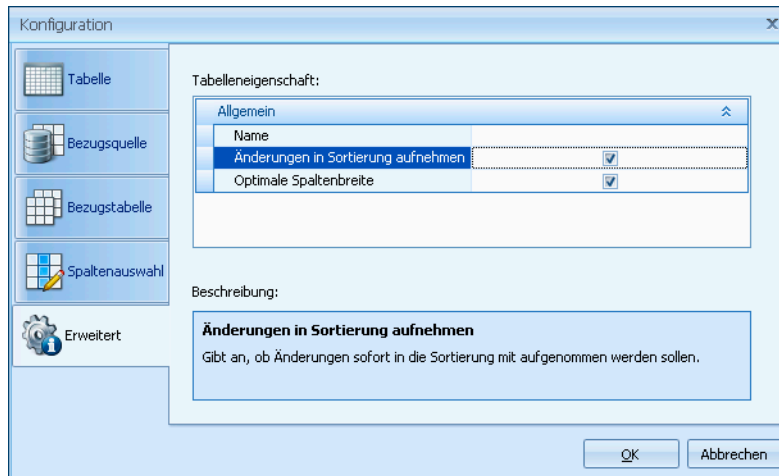 Konfiguration
Tabelle
Bezugsquelle
Bezugstabelle
Spaltenauswahl
Erweitert
Tabelleneigenschaft:
Allgemein
Name
Änderungen in Sortierung aufnehmen
Optimale Spaltenbreite
Beschreibung:
Änderungen in Sortierung aufnehmen
Gibt an, ob Änderungen sofort in die Sortierung mit aufgenommen werden sollen.
OK
Abbrechen